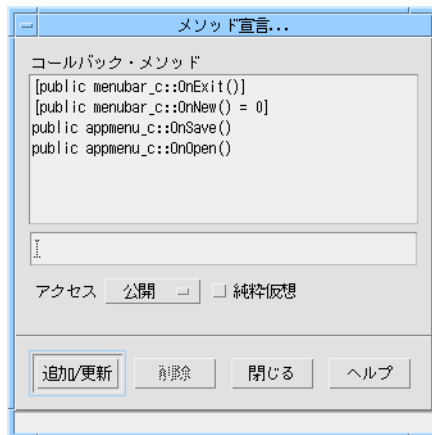 メソッド宣言...
コールバック・メソッド
[public menubar_c::OnExit()]
[public menubar_c::OnNew() = 0]
public appmenu_c::OnSave()
public appmenu_c::OnOpen()
アクセス 公開 純粋仮想
追加/更新 削除 閉じる ヘルプ